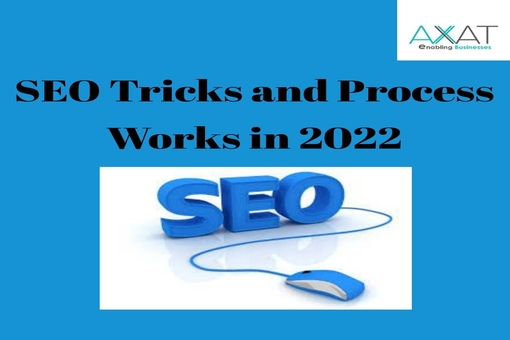 AXAT
enabling Businesses
SEO Tricks and Process
Works in 2022
SEO